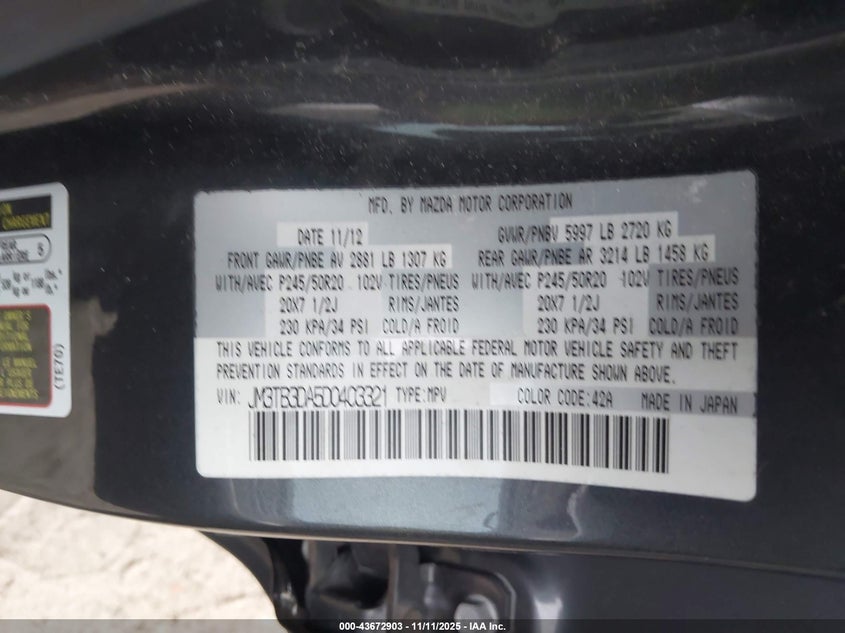 MFD. BY MAZDA MOTOR CORPORATION
DATE 11/12 GVWR/PNBV 5997 LB 2720 KG
FRONT GAWR/PNBE AV 2881 LB 1307 KG REAR GAWR/PNBE AR 3214 LB 1458 KG
WITH/AVEC P245/50R20 102V TIRES/PNEUS WITH/AVEC P245/50R20 102V TIRES/PNEUS
20X7 1/2J RIMS/JANTES 20X7 1/2J RIMS/JANTES
230 KPA/34 PSI COLD/A FROID 230 KPA/34 PSI COLD/A FROID
THIS VEHICLE CONFORMS TO ALL APPLICABLE FEDERAL MOTOR VEHICLE SAFETY AND THEFT
PREVENTION STANDARDS IN EFFECT ON THE DATE OF MANUFACTURE SHOWN ABOVE.
VIN: JM3TB3DA5D0403321 TYPE:MPV COLOR CODE:42A MADE IN JAPAN
CHARGEMENT
REAR
5
(TE70)
000-43672903 - 11/11/2025 - IAA Inc.